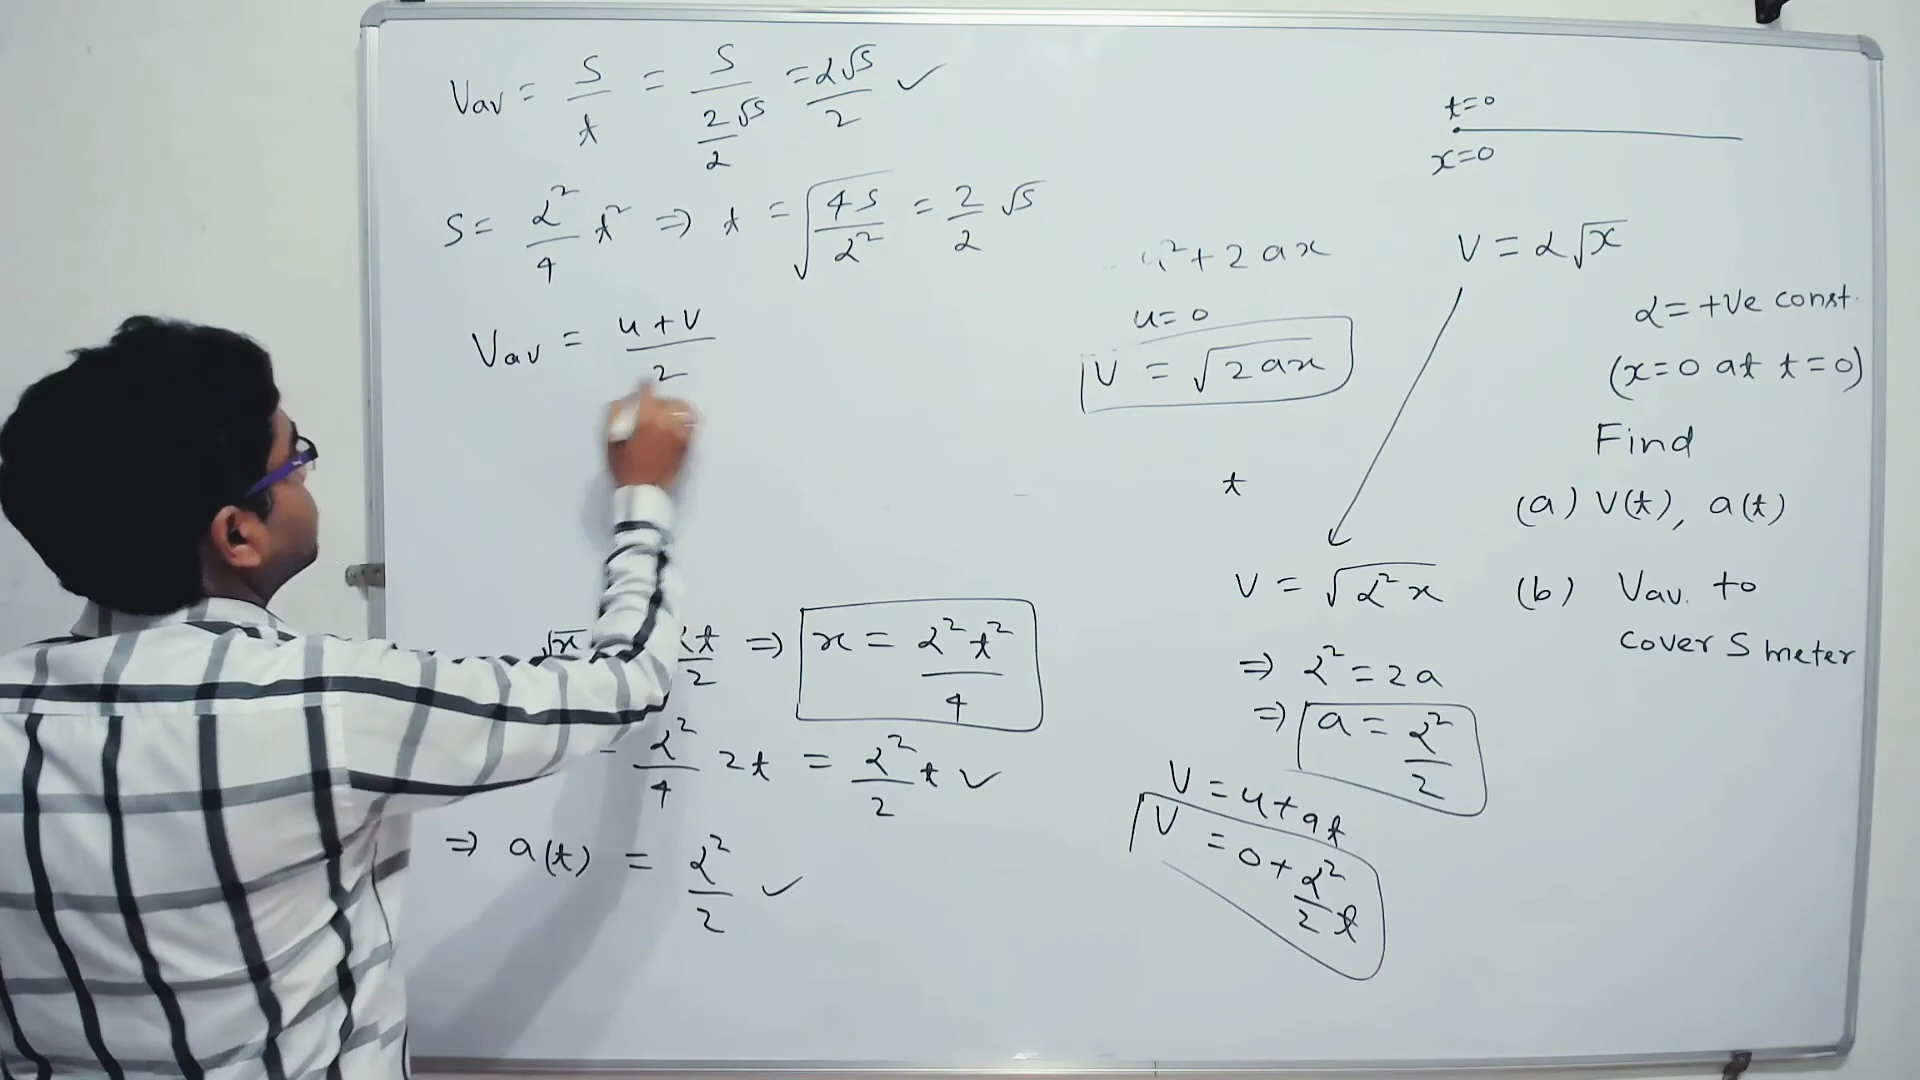 Vav = S/t = S/(2/α √S) = α√S/2 ✓
S = α²/4 t² ⇒ t = √(4S/α²) = 2/α √S
Vav = (u + v)/2
√x αt/2 ⇒ x = α²t²/4
- α²/4 2t = α²/2 t ✓
⇒ a(t) = α²/2 ✓
u² + 2ax
u = 0
V = √2ax
t
V = √α²x
⇒ α² = 2a
⇒ a = α²/2
V = u + at
V = 0 + α²/2 t
t=0
x=0
V = α√x
α = +Ve const.
(x=0 at t=0)
Find
(a) V(t), a(t)
(b) Vav. to
cover S meter